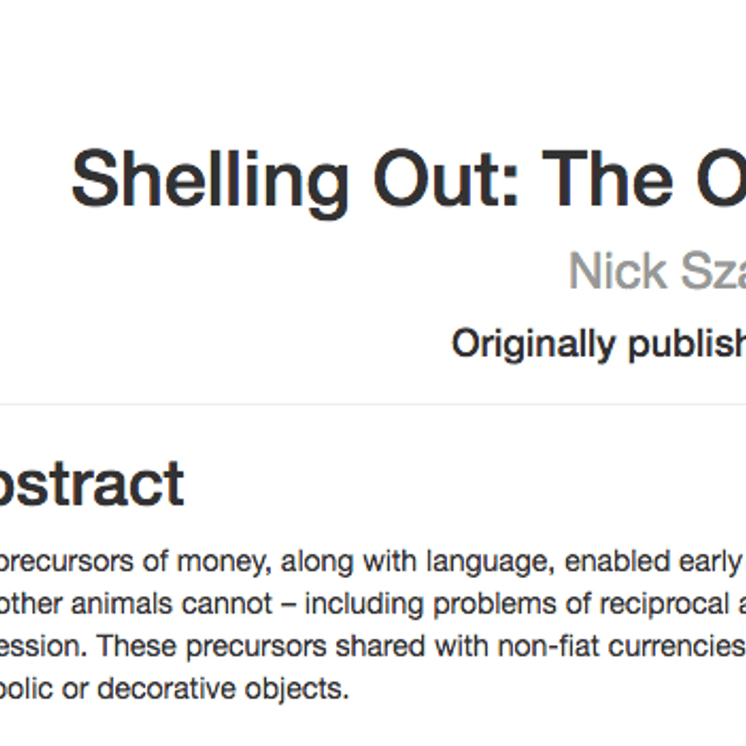 Shelling Out: The O
Nick Sza
Originally publish
bstract
precursors of money, along with language, enabled early
other animals cannot – including problems of reciprocal a
ession. These precursors shared with non-fiat currencies
bolic or decorative objects.